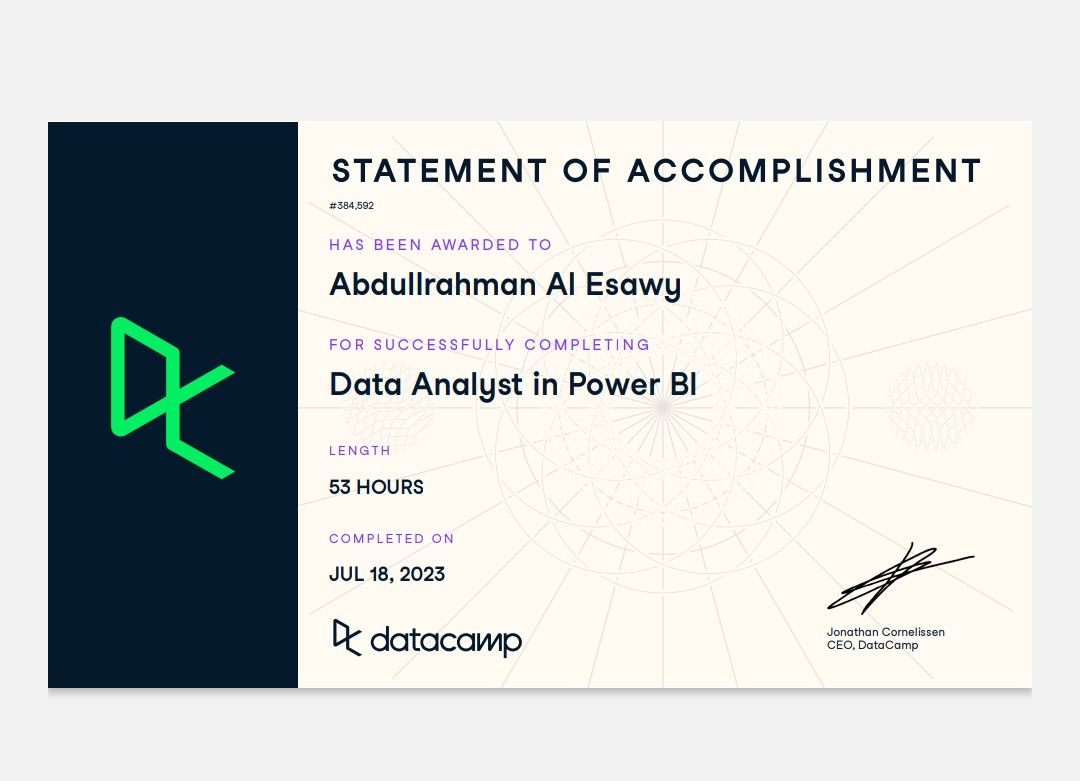 STATEMENT OF ACCOMPLISHMENT
#384,592
HAS BEEN AWARDED TO
Abdullrahman Al Esawy
FOR SUCCESSFULLY COMPLETING
Data Analyst in Power BI
LENGTH
53 HOURS
COMPLETED ON
JUL 18, 2023
datacamp
Jonathan Cornelissen
CEO, DataCamp